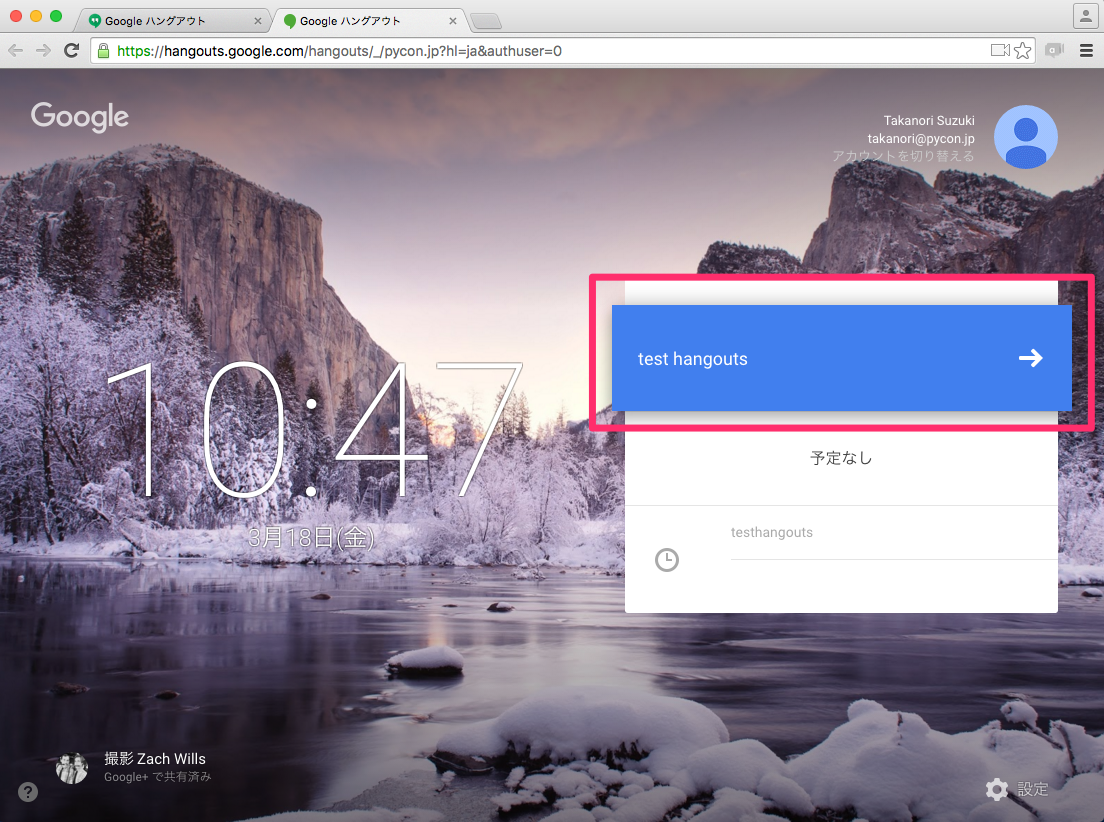 Google ハングアウト
Google ハングアウト
https://hangouts.google.com/hangouts/_/pycon.jp?hl=ja&authuser=0
Google
Takanori Suzuki
takanori@pycon.jp
アカウントを切り替える
test hangouts
予定なし
testhangouts
10:47
3月18日(金)
撮影 Zach Wills
Google+ で共有済み
?
設定